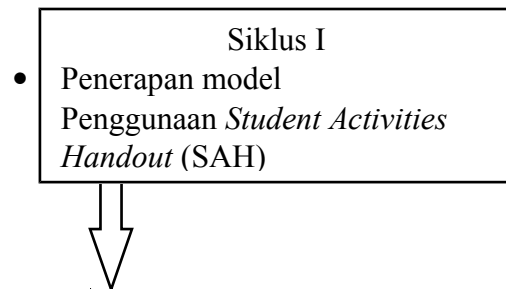 Siklus I
• Penerapan model
Penggunaan Student Activities
Handout (SAH)